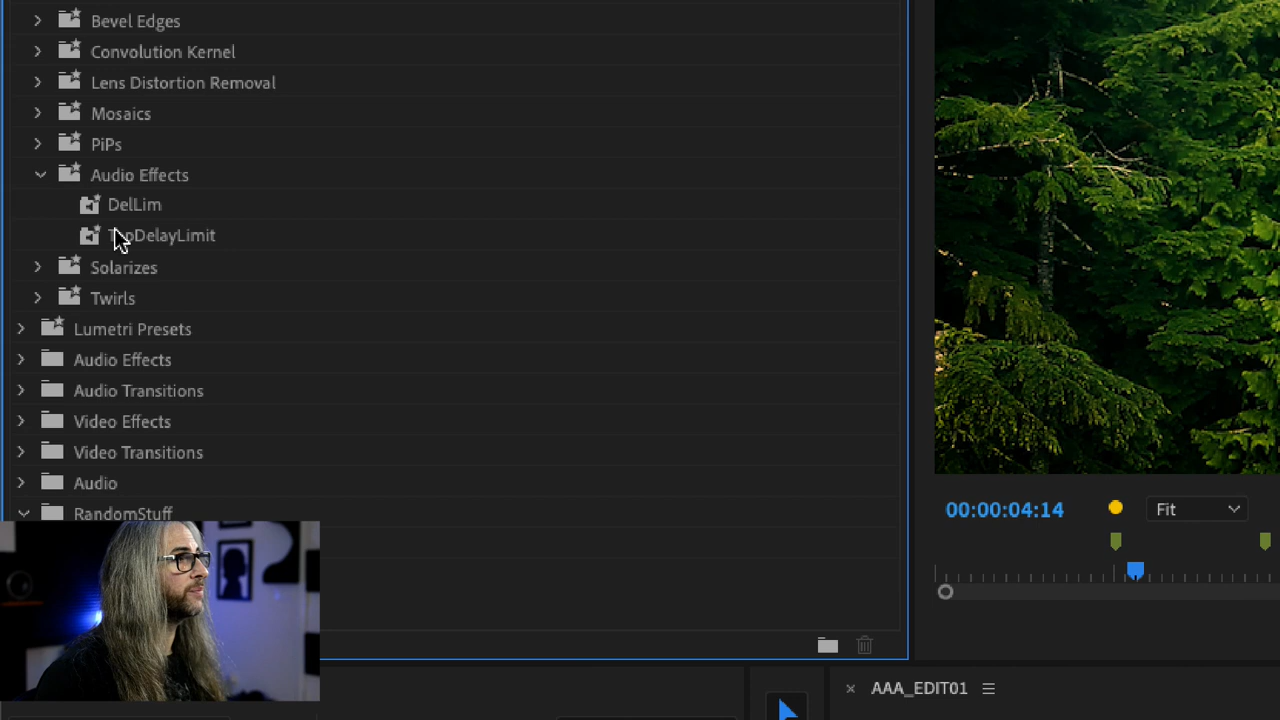 Bevel Edges
Convolution Kernel
Lens Distortion Removal
Mosaics
PiPs
Audio Effects
DelLim
TapDelayLimit
Solarizes
Twirls
Lumetri Presets
Audio Effects
Audio Transitions
Video Effects
Video Transitions
Audio
RandomStuff
00:00:04:14
Fit
AAA_EDIT01